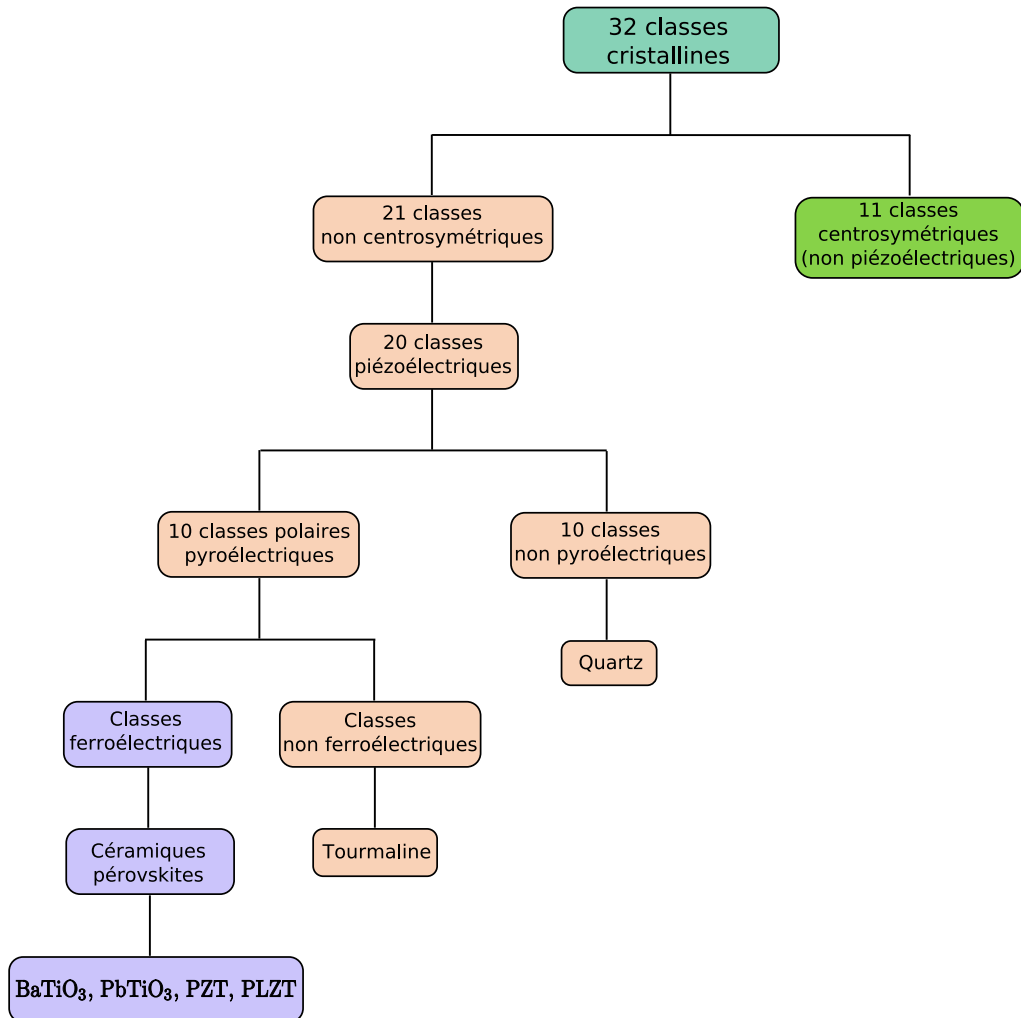 32 classes
cristallines
21 classes
non centrosymétriques
11 classes
centrosymétriques
(non piézoélectriques)
20 classes
piézoélectriques
10 classes polaires
pyroélectriques
10 classes
non pyroélectriques
Quartz
Classes
ferroélectriques
Classes
non ferroélectriques
Céramiques
pérovskites
Tourmaline
BaTiO₃, PbTiO₃, PZT, PLZT